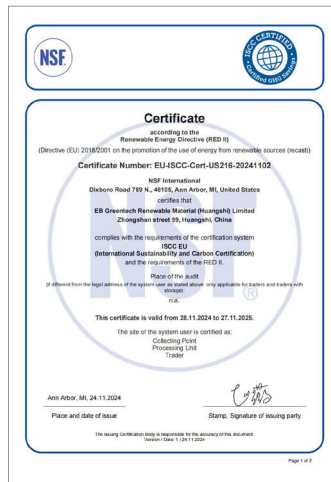 NSF
ISCC CERTIFIED
Certified GHG Savings
Certificate
according to the
Renewable Energy Directive (RED II)
(Directive (EU) 2018/2001 on the promotion of the use of energy from renewable sources (recast))
Certificate Number: EU-ISCC-Cert-US216-20241102
NSF International
Dixboro Road 789 N., 48105, Ann Arbor, MI, United States
certifies that
EB Greentech Renewable Material (Huangshi) Limited
Zhongshan street 99, Huangshi, China
complies with the requirements of the certification system
ISCC EU
(International Sustainability and Carbon Certification)
and the requirements of the RED II.
Place of the audit
(if different from the legal address of the system user as stated above, only applicable for traders and traders with
storage)
n.a.
This certificate is valid from 28.11.2024 to 27.11.2025.
The site of the system user is certified as:
Collecting Point
Processing Unit
Trader
Ann Arbor, MI, 24.11.2024
Place and date of issue
Stamp, Signature of issuing party
The issuing Certification Body is responsible for the accuracy of this document.
Version / Date: 1 / 24.11.2024
Page 1 of 2